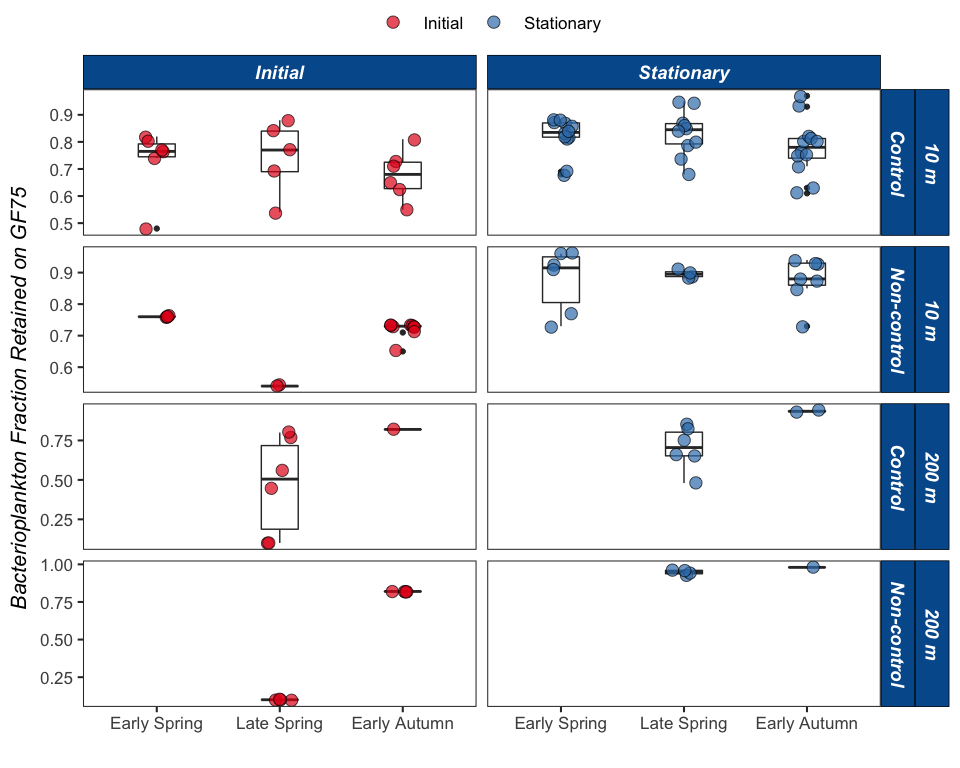 Initial Stationary
Initial Stationary
Bacterioplankton Fraction Retained on GF75
0.9
0.8
0.7
0.6
0.5
10 m
Control
0.9
0.8
0.7
0.6
10 m
Non-control
0.75
0.50
0.25
200 m
Control
1.00
0.75
0.50
0.25
200 m
Non-control
Early Spring Late Spring Early Autumn Early Spring Late Spring Early Autumn